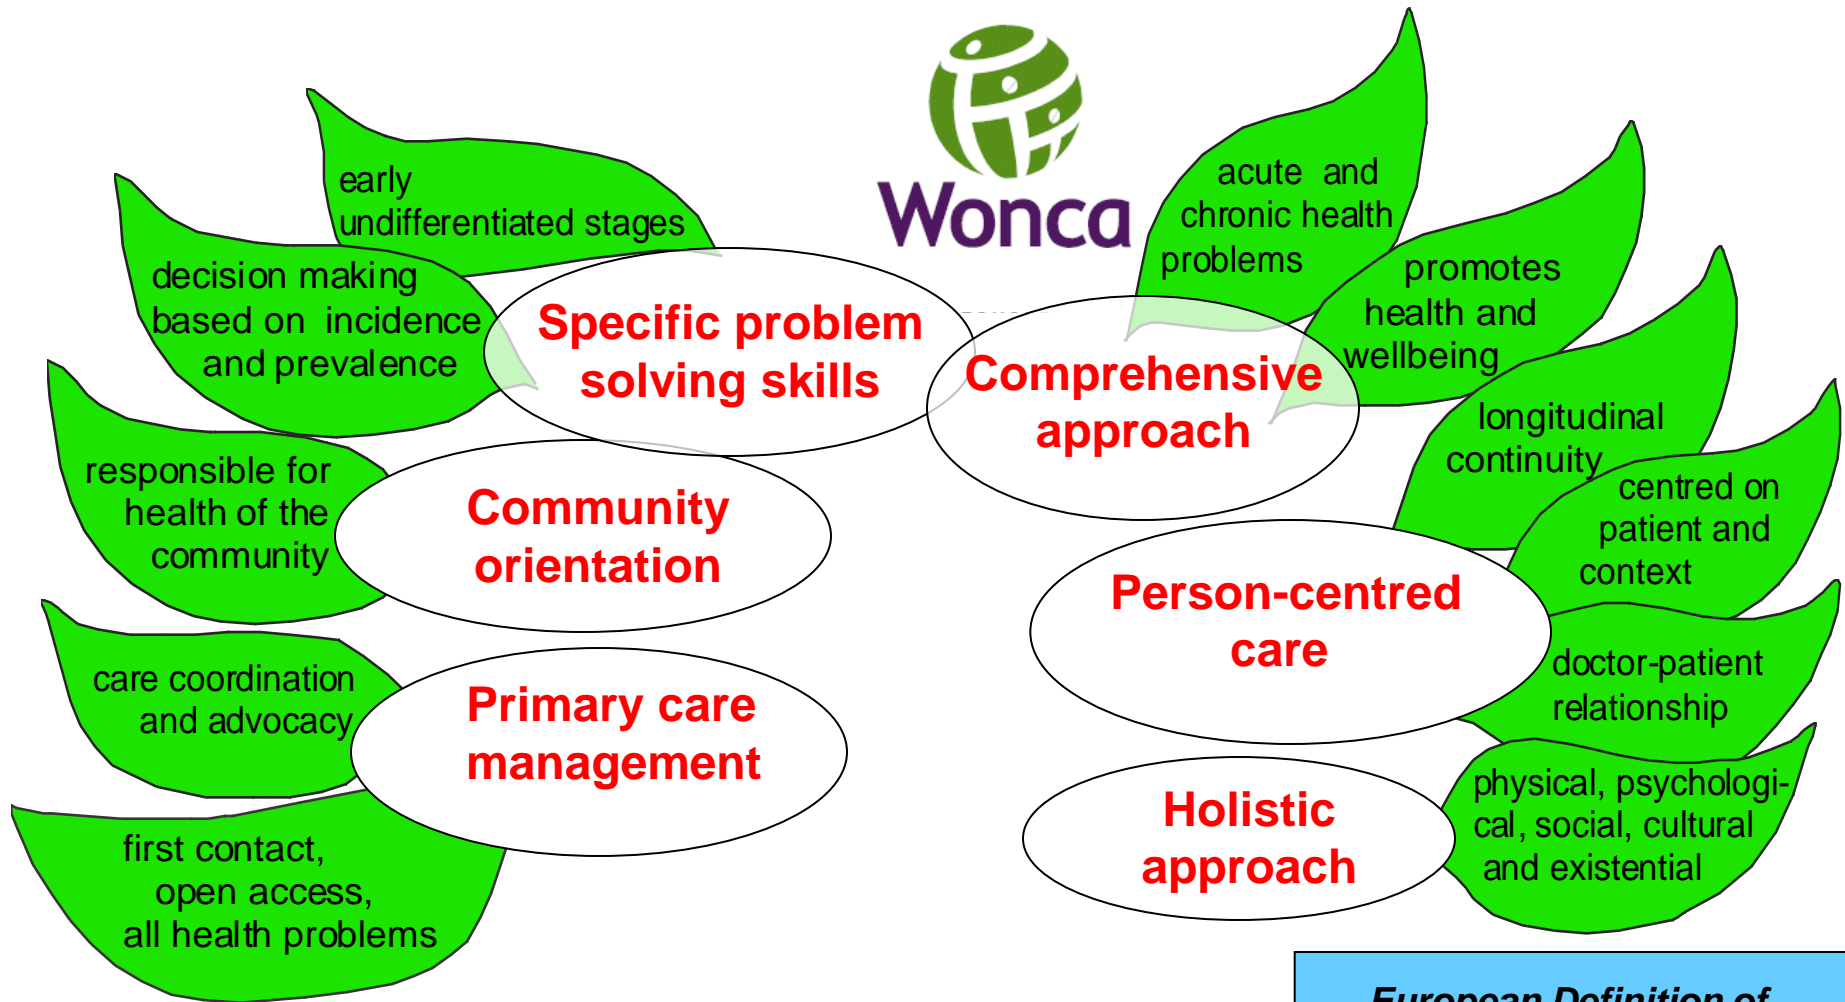 Wonca
early
undifferentiated stages
decision making
based on incidence
and prevalence
Specific problem
solving skills
responsible for
health of the
community
Community
orientation
care coordination
and advocacy
Primary care
management
first contact,
open access,
all health problems
acute and
chronic health
problems
promotes
health and
wellbeing
Comprehensive
approach
longitudinal
continuity
centred on
patient and
context
Person-centred
care
doctor-patient
relationship
Holistic
approach
physical, psychologi-
cal, social, cultural
and existential
European Definition of